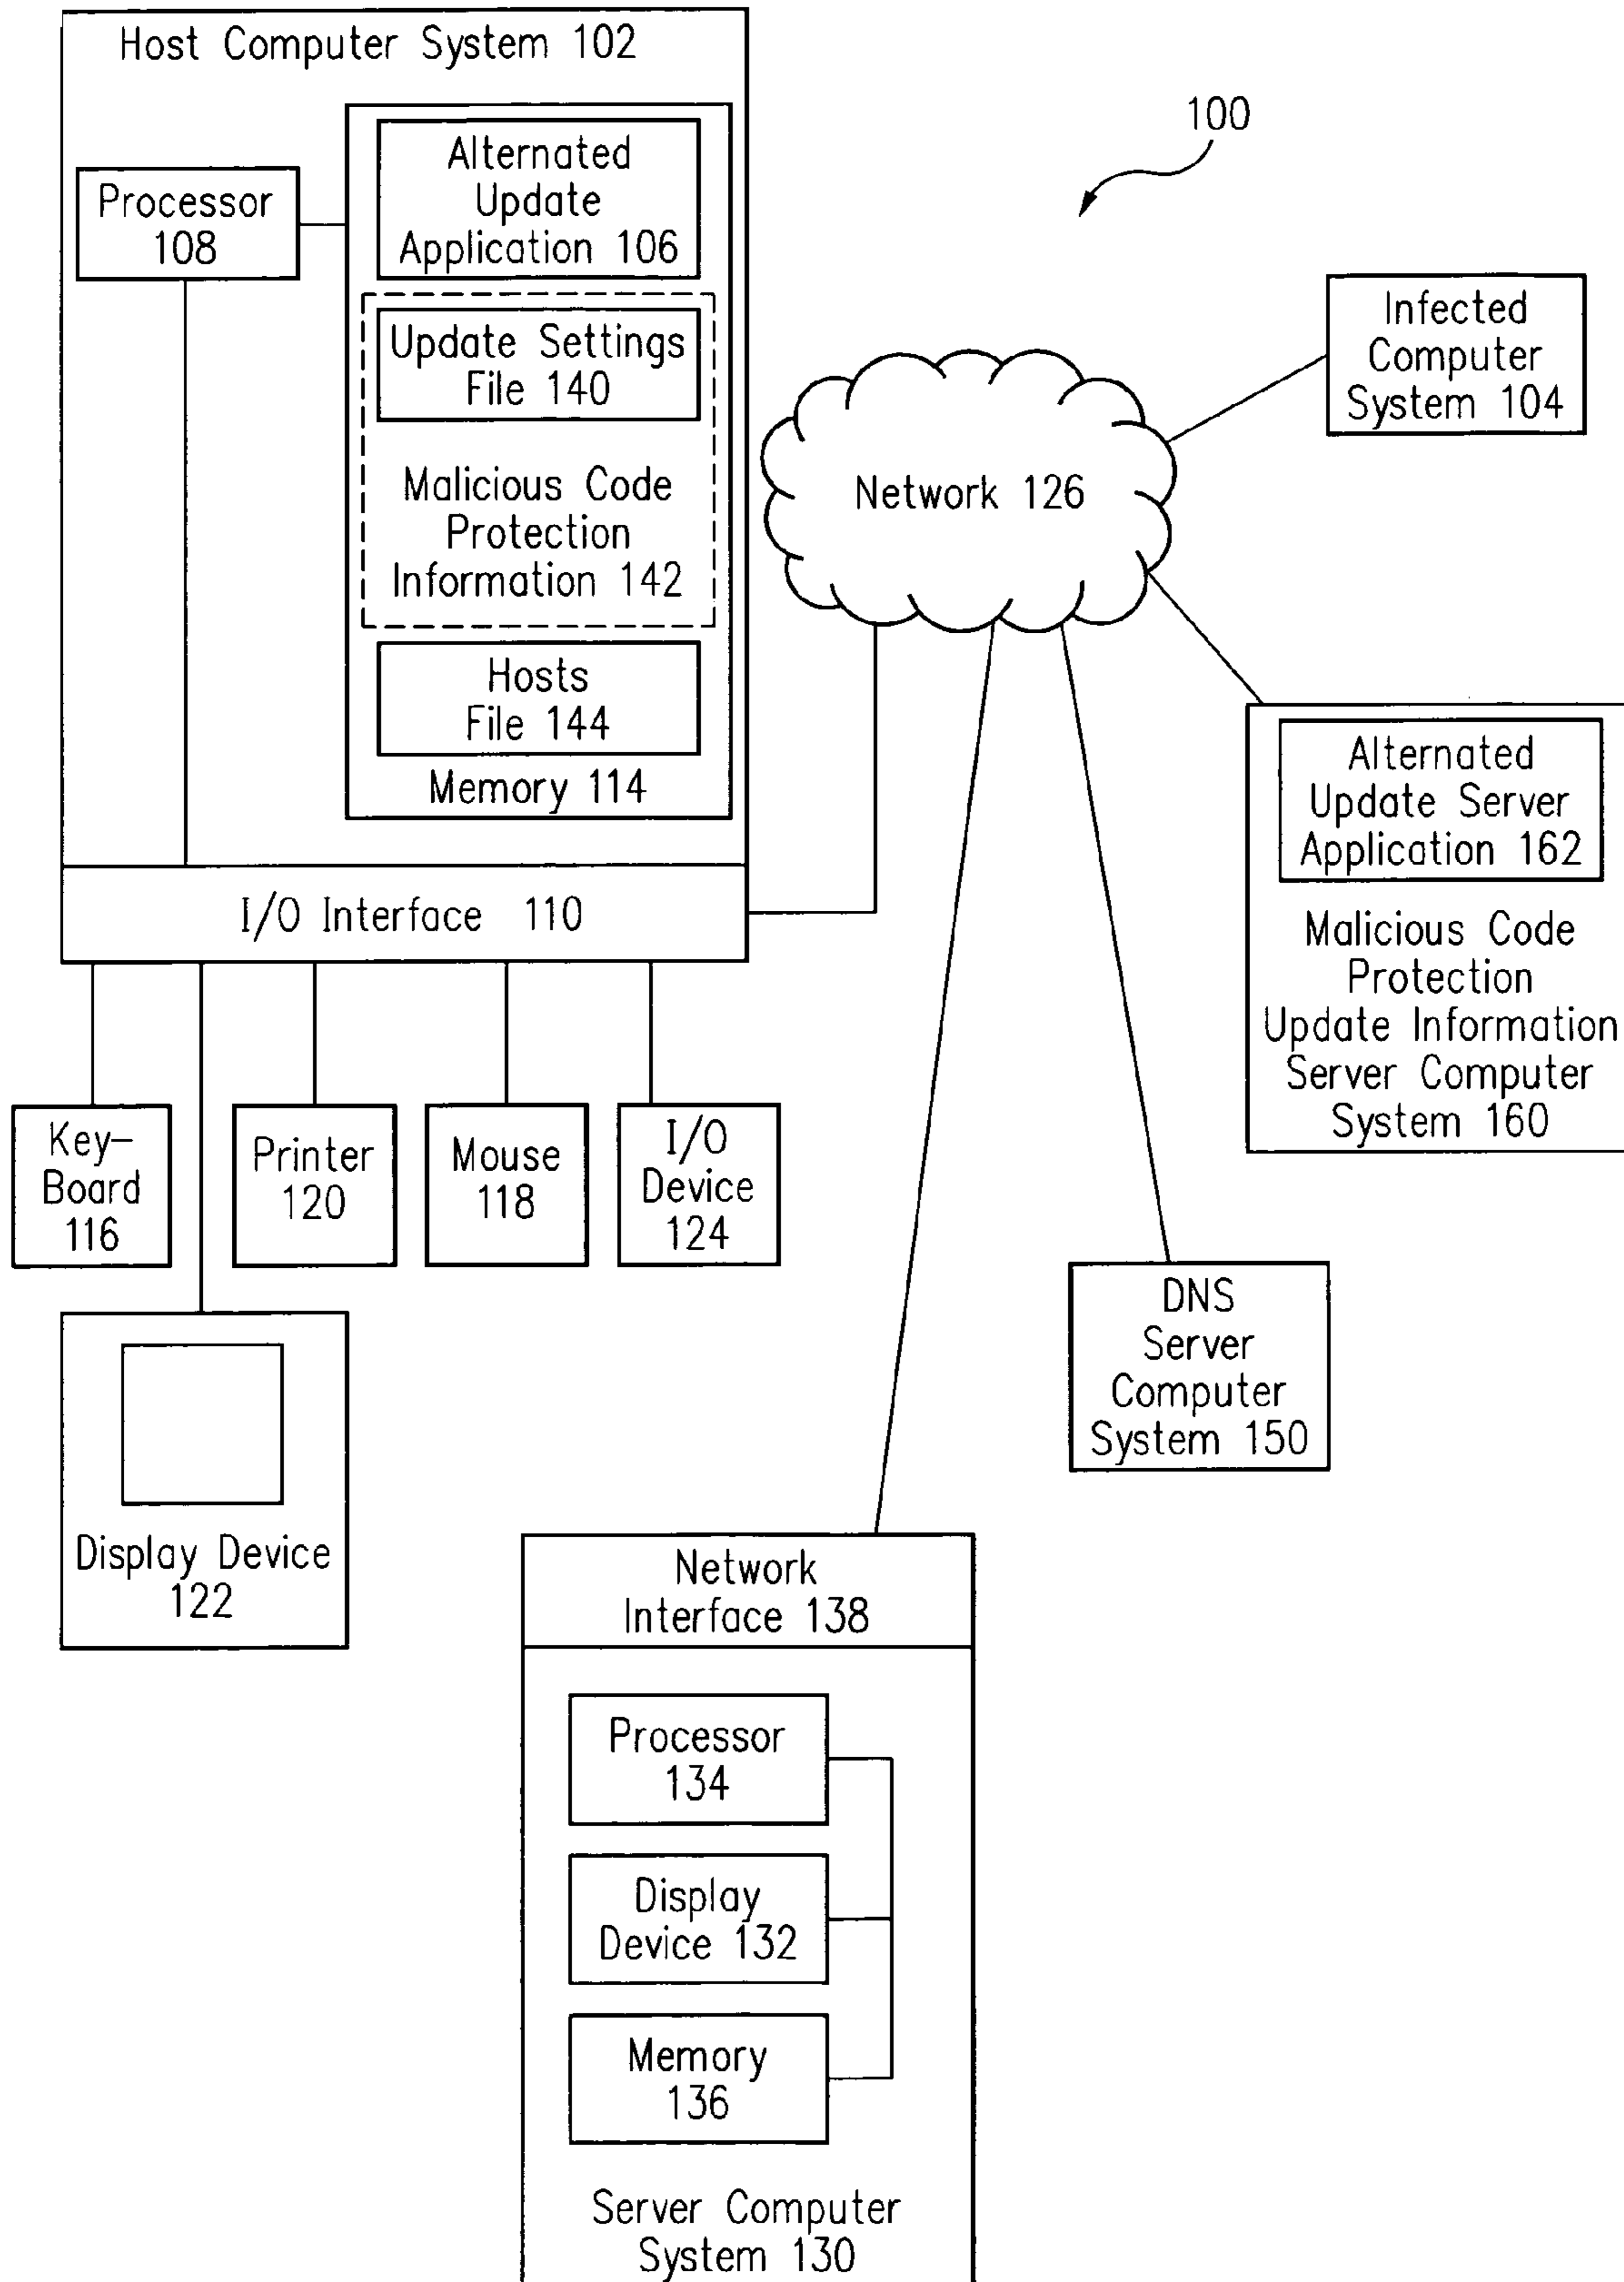 Host Computer System 102
Processor
108
Alternated
Update
Application 106
Update Settings
File 140
Malicious Code
Protection
Information 142
Hosts
File 144
Memory 114
I/O Interface 110
100
Network 126
Infected
Computer
System 104
Alternated
Update Server
Application 162
Malicious Code
Protection
Update Information
Server Computer
System 160
Key-
Board
116
Printer
120
Mouse
118
I/O
Device
124
Display Device
122
DNS
Server
Computer
System 150
Network
Interface 138
Processor
134
Display
Device 132
Memory
136
Server Computer
System 130